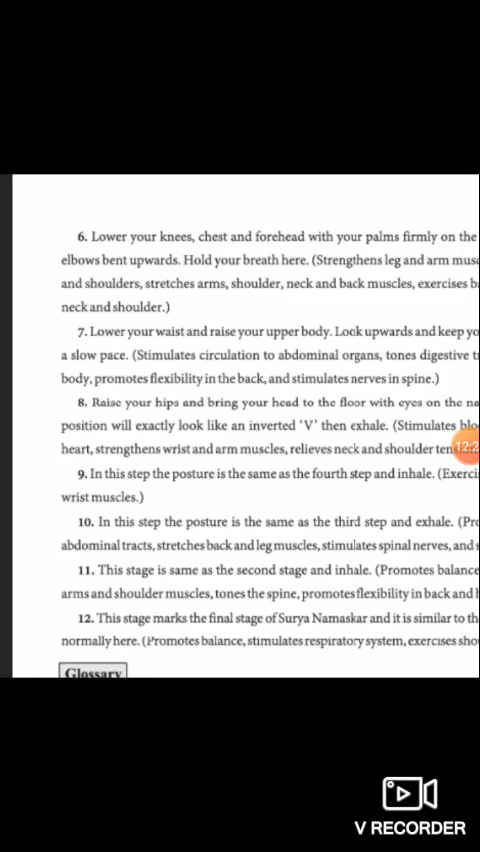 6. Lower your knees, chest and forehead with your palms firmly on the
elbows bent upwards. Hold your breath here. (Strengthens leg and arm
and shoulders, stretches arms, shoulder, neck and back muscles, exercises
neck and shoulder.)
7. Lower your waist and raise your upper body. Look upwards and keep
a slow pace. (Stimulates circulation to abdominal organs, tones digestive
body, promotes flexibility in the back, and stimulates nerves in spine.)
8. Raise your hips and bring your head to the floor with eyes on the
position will exactly look like an inverted 'V' then exhale. (Stimulates
heart, strengthens wrist and arm muscles, relieves neck and shoulder
9. In this step the posture is the same as the fourth step and inhale.
wrist muscles.)
10. In this step the posture is the same as the third step and exhale.
abdominal tracts, stretches back and leg muscles, stimulates spinal nerves, and
11. This stage is same as the second stage and inhale. (Promotes balance
arms and shoulder muscles, tones the spine, promotes flexibility in back and
12. This stage marks the final stage of Surya Namaskar and it is similar to
normally here. (Promotes balance, stimulates respiratory system, exercises
Glossary
V RECORDER